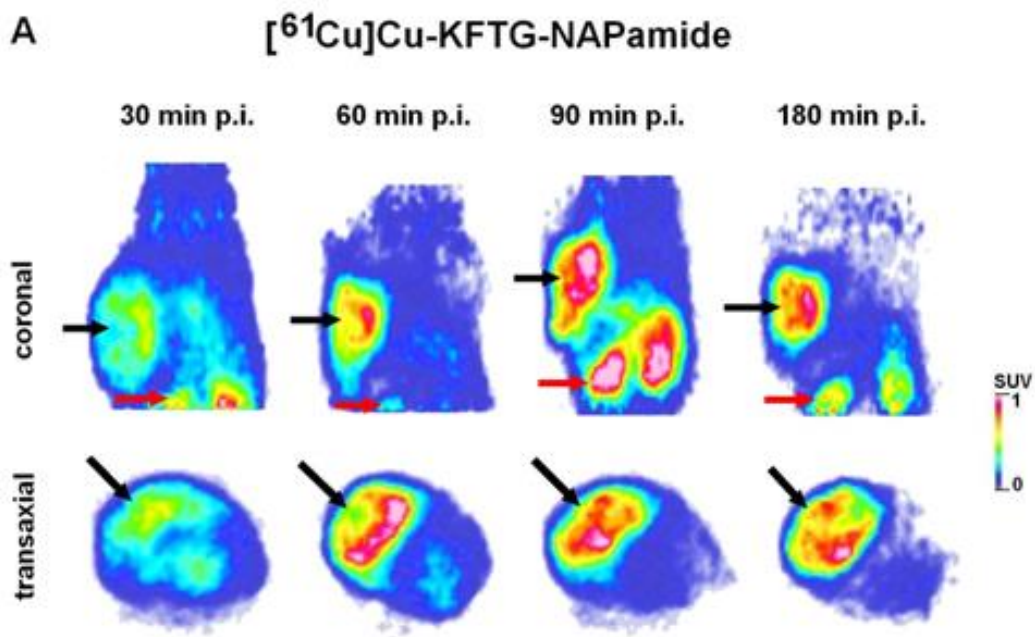 A
[⁶¹Cu]Cu-KFTG-NAPamide
30 min p.i. 60 min p.i. 90 min p.i. 180 min p.i.
coronal
SUV
1
0
transaxial